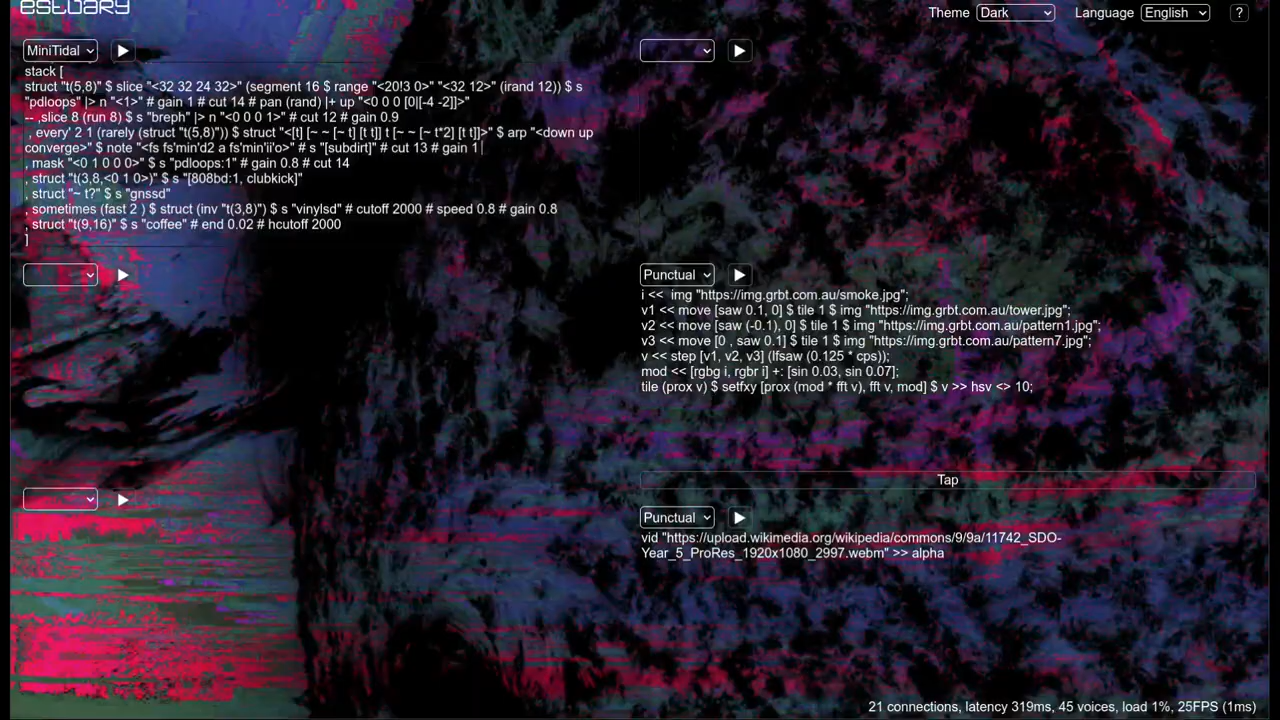 estuary
Theme Dark Language English ?
MiniTidal
stack [
struct "t(5,8)" $ slice "<32 32 24 32>" (segment 16 $ range "<20!3 0>" "<32 12>" (irand 12)) $ s
"pdloops" |> n "<1>" # gain 1 # cut 14 # pan (rand) |+ up "<0 0 0 [0|[-4 -2]]>"
-- ,slice 8 (run 8) $ s "breph" |> n "<0 0 0 1>" # cut 12 # gain 0.9
, every' 2 1 (rarely (struct "t(5,8)")) $ struct "<[t] [~ ~ [~ t] [t t]] t [~ ~ [~ t*2] [t t]]>" $ arp "<down up
converge>" $ note "<fs fs'min'd2 a fs'min'ii'o>" # s "[subdirt]" # cut 13 # gain 1
, mask "<0 1 0 0 0>" $ s "pdloops:1" # gain 0.8 # cut 14
, struct "t(3,8,<0 1 0>)" $ s "[808bd:1, clubkick]"
, struct "~ t?" $ s "gnssd"
, sometimes (fast 2 ) $ struct (inv "t(3,8)") $ s "vinylsd" # cutoff 2000 # speed 0.8 # gain 0.8
, struct "t(9,16)" $ s "coffee" # end 0.02 # hcutoff 2000
]
Punctual
i << img "https://img.grbt.com.au/smoke.jpg";
v1 << move [saw 0.1, 0] $ tile 1 $ img "https://img.grbt.com.au/tower.jpg";
v2 << move [saw (-0.1), 0] $ tile 1 $ img "https://img.grbt.com.au/pattern1.jpg";
v3 << move [0 , saw 0.1] $ tile 1 $ img "https://img.grbt.com.au/pattern7.jpg";
v << step [v1, v2, v3] (lfsaw (0.125 * cps));
mod << [rgbg i, rgbr i] +: [sin 0.03, sin 0.07];
tile (prox v) $ setfxy [prox (mod * fft v), fft v, mod] $ v >> hsv <> 10;
Tap
Punctual
vid "https://upload.wikimedia.org/wikipedia/commons/9/9a/11742_SDO-
Year_5_ProRes_1920x1080_2997.webm" >> alpha
21 connections, latency 319ms, 45 voices, load 1%, 25FPS (1ms)